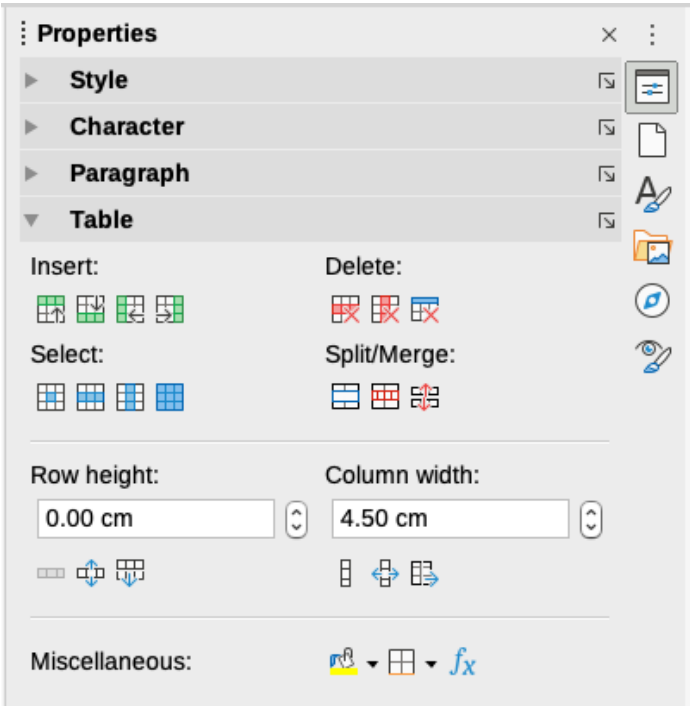 Properties
Style
Character
Paragraph
Table
Insert: Delete:
Select: Split/Merge:
Row height: Column width:
0.00 cm 4.50 cm
Miscellaneous: fx